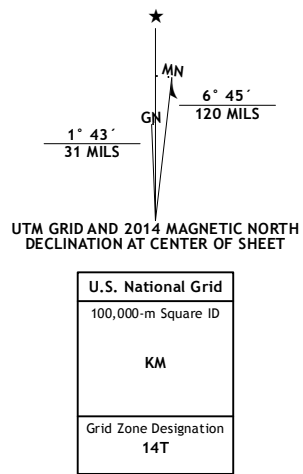 ★
MN
GN
6° 45´
120 MILS
1° 43´
31 MILS
UTM GRID AND 2014 MAGNETIC NORTH
DECLINATION AT CENTER OF SHEET
U.S. National Grid
100,000-m Square ID
KM
Grid Zone Designation
14T